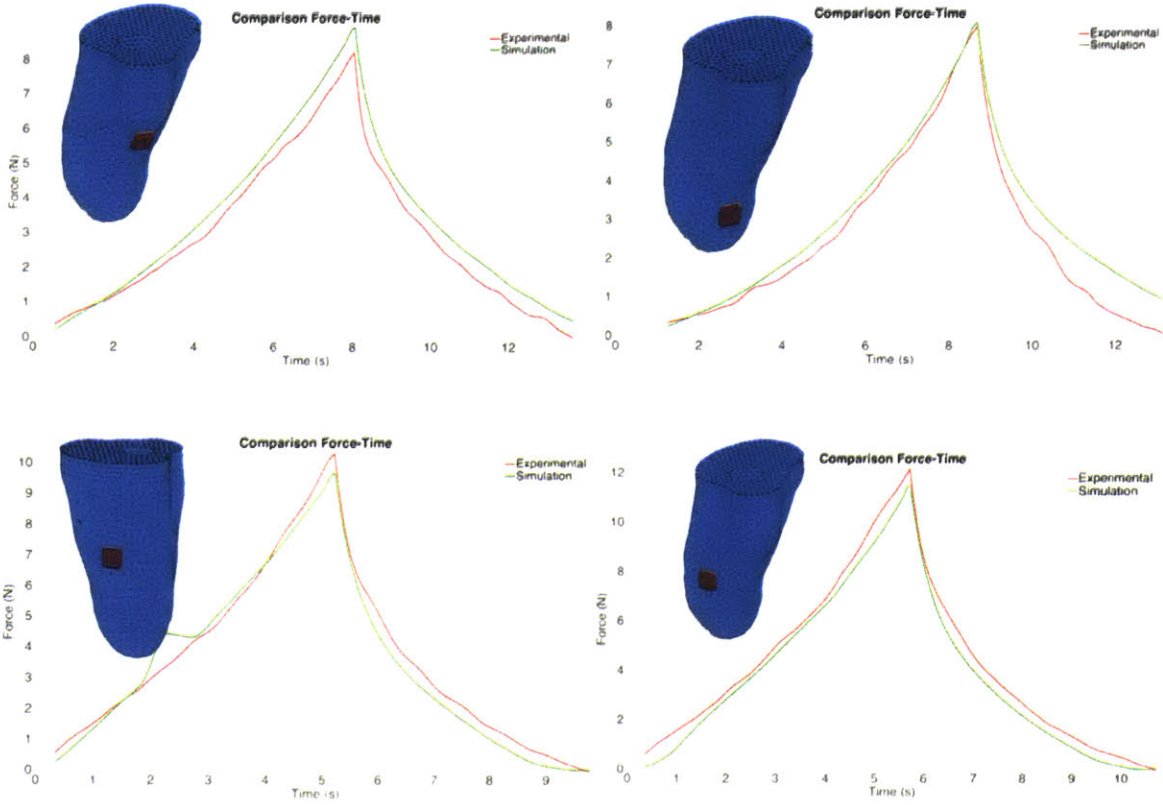 Comparison Force-Time
Experimental
Simulation
8
7
6
5
4
3
2
1
0
Force (N)
0 2 4 6 8 10 12
Time (s)
Comparison Force-Time
Experimental
Simulation
8
7
6
5
4
3
2
1
0
0 2 4 6 8 10 12
Time (s)
Comparison Force-Time
Experimental
Simulation
10
9
8
7
6
5
4
3
2
1
0
Force (N)
0 1 2 3 4 5 6 7 8 9
Time (s)
Comparison Force-Time
Experimental
Simulation
12
10
8
6
4
2
0
Force (N)
0 1 2 3 4 5 6 7 8 9 10
Time (s)